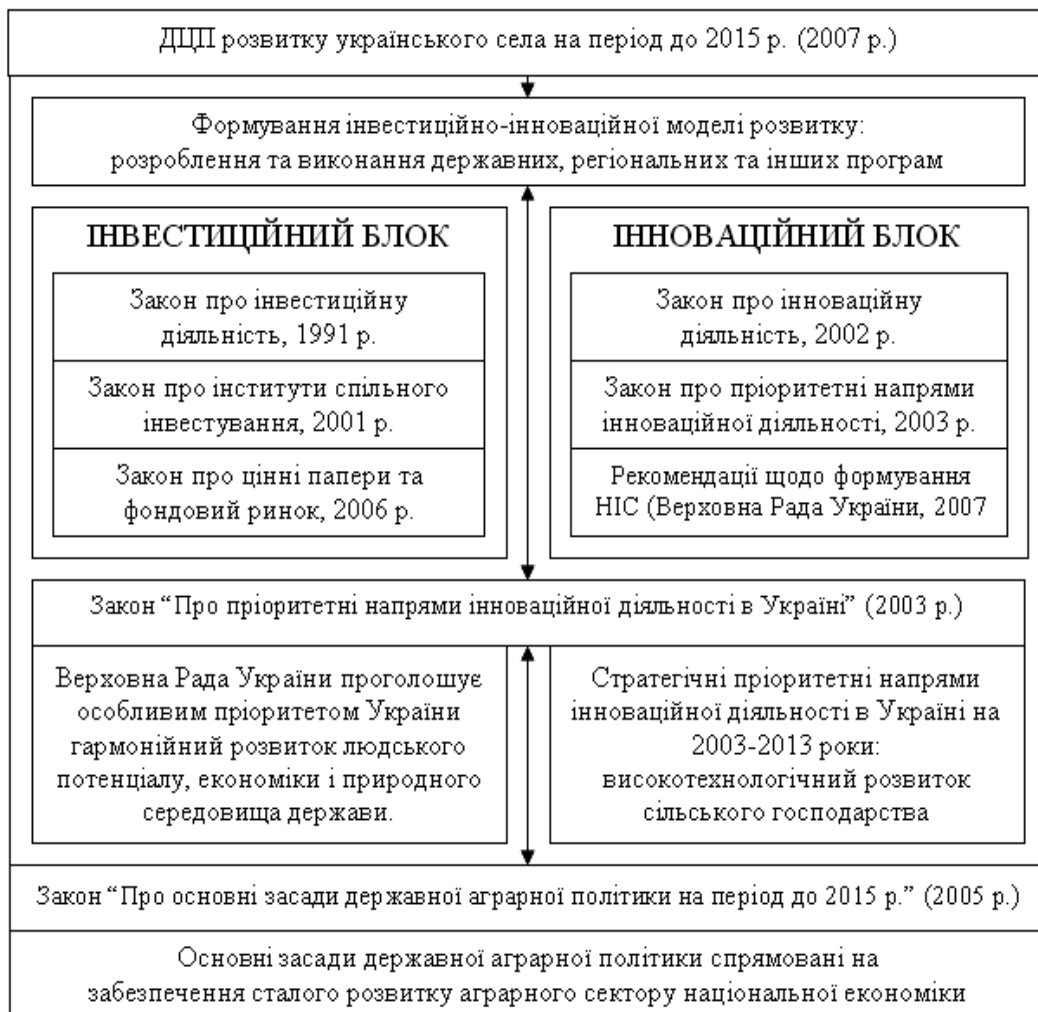 ДЦП розвитку українського села на період до 2015 р. (2007 р.)
Формування інвестиційно-інноваційної моделі розвитку:
розроблення та виконання державних, регіональних та інших програм
ІНВЕСТИЦІЙНИЙ БЛОК
Закон про інвестиційну
діяльність, 1991 р.
Закон про інститути спільного
інвестування, 2001 р.
Закон про цінні папери та
фондовий ринок, 2006 р.
ІННОВАЦІЙНИЙ БЛОК
Закон про інноваційну
діяльність, 2002 р.
Закон про пріоритетні напрями
інноваційної діяльності, 2003 р.
Рекомендації щодо формування
НІС (Верховна Рада України, 2007
Закон “Про пріоритетні напрями інноваційної діяльності в Україні” (2003 р.)
Верховна Рада України проголошує
особливим пріоритетом України
гармонійний розвиток людського
потенціалу, економіки і природного
середовища держави.
Стратегічні пріоритетні напрями
інноваційної діяльності в Україні на
2003-2013 роки:
високотехнологічний розвиток
сільського господарства
Закон “Про основні засади державної аграрної політики на період до 2015 р.” (2005 р.)
Основні засади державної аграрної політики спрямовані на
забезпечення сталого розвитку аграрного сектору національної економіки